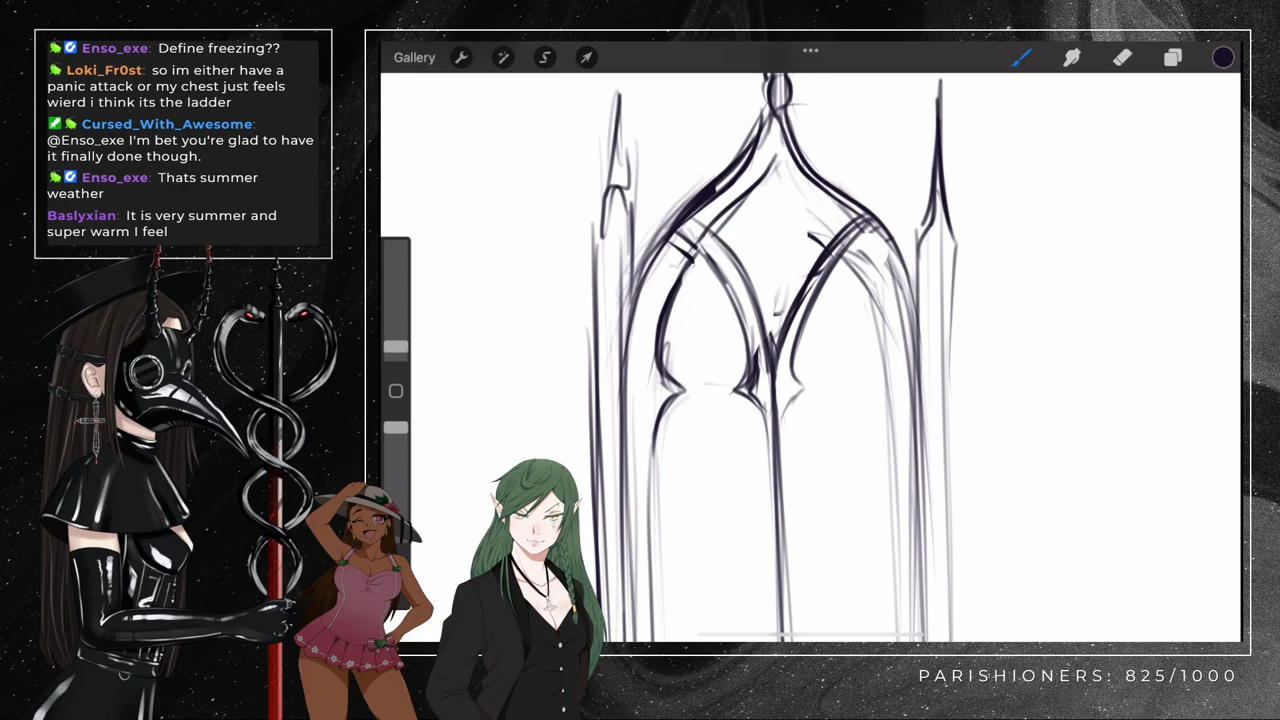 Enso_exe: Define freezing??
Loki_Fr0st: so im either have a
panic attack or my chest just feels
wierd i think its the ladder
Cursed_With_Awesome:
@Enso_exe I'm bet you're glad to have
it finally done though.
Enso_exe: Thats summer
weather
Baslyxian: It is very summer and
super warm I feel
Gallery
PARISHIONERS: 825/1000